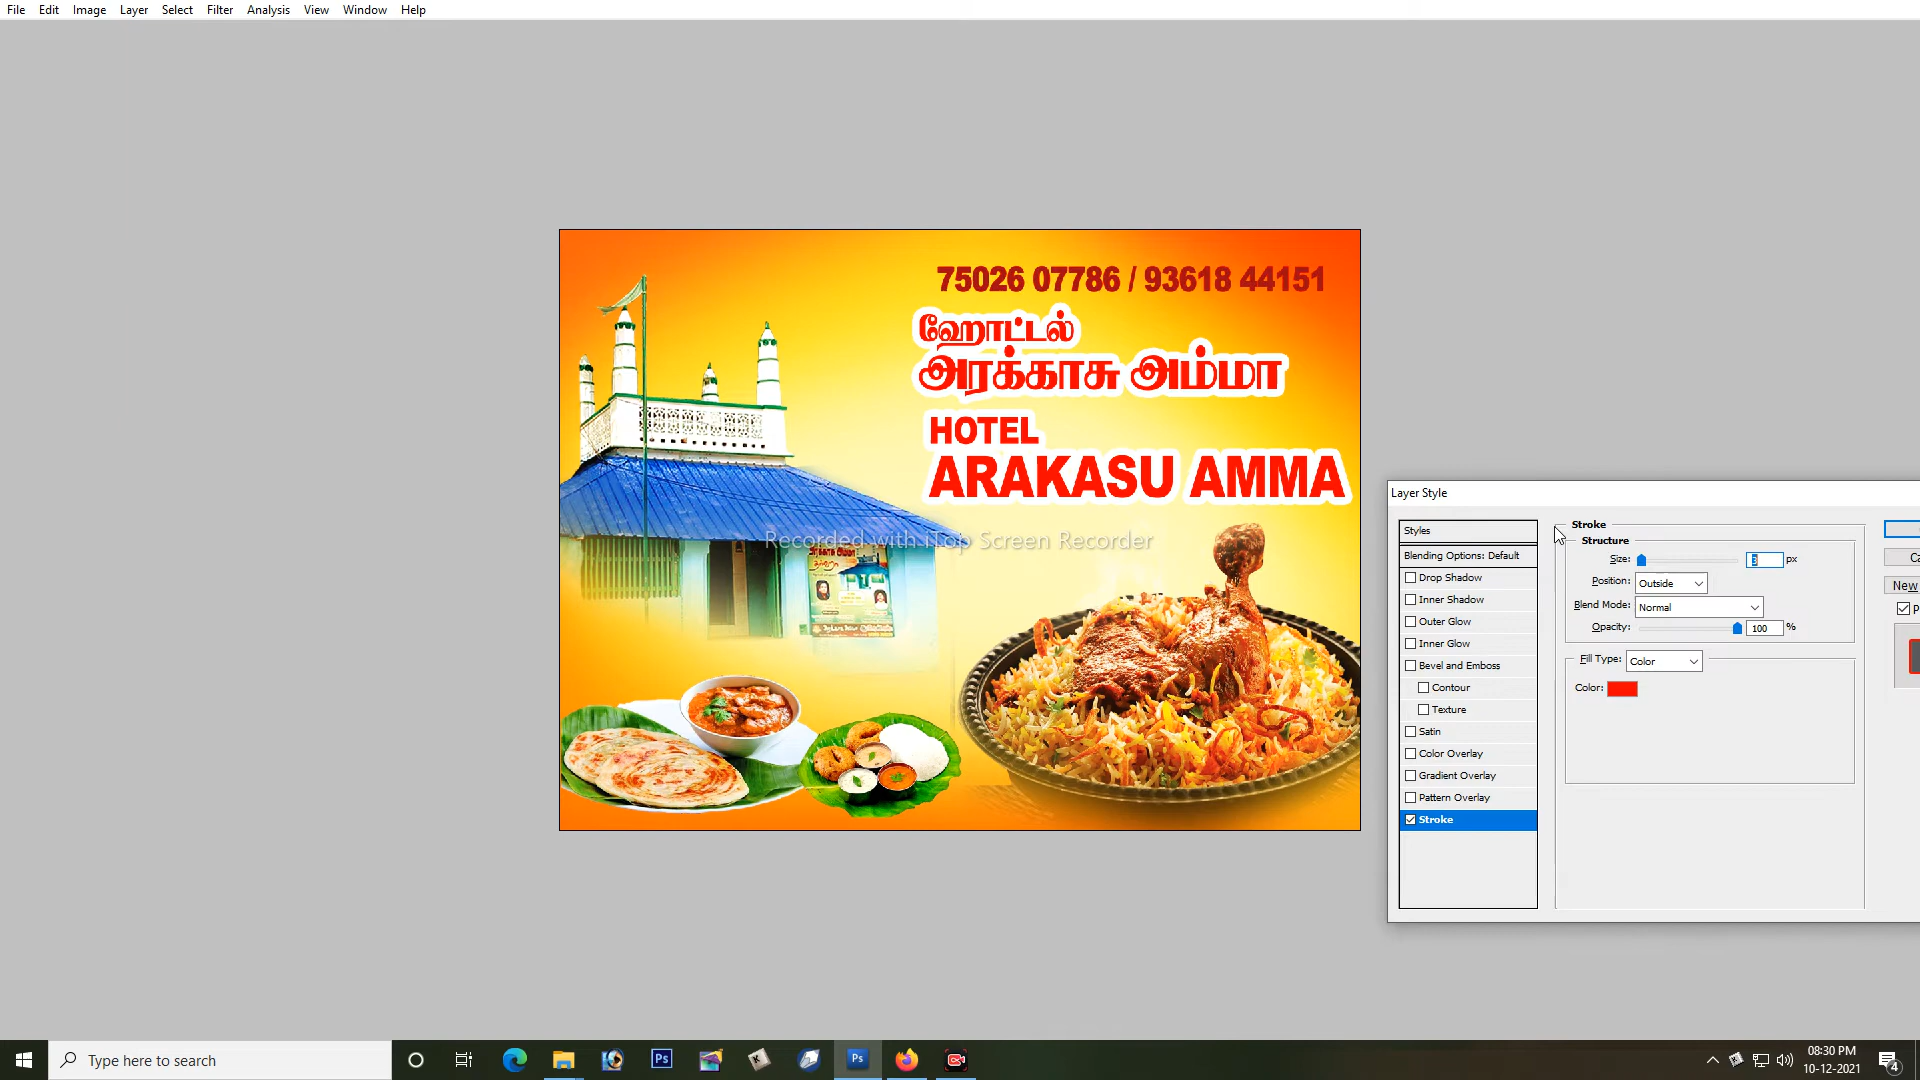 File Edit Image Layer Select Filter Analysis View Window Help
75026 07786 / 93618 44151
ஹோட்டல்
அரக்காசு அம்மா
HOTEL
ARAKASU AMMA
Recorded with iTop Screen Recorder
Layer Style
Styles
Blending Options: Default
Drop Shadow
Inner Shadow
Outer Glow
Inner Glow
Bevel and Emboss
Contour
Texture
Satin
Color Overlay
Gradient Overlay
Pattern Overlay
Stroke
Stroke
Structure
Size: 3 px
Position: Outside
Blend Mode: Normal
Opacity: 100 %
Fill Type: Color
Color:
Ca
New
P
Type here to search
08:30 PM
10-12-2021
4